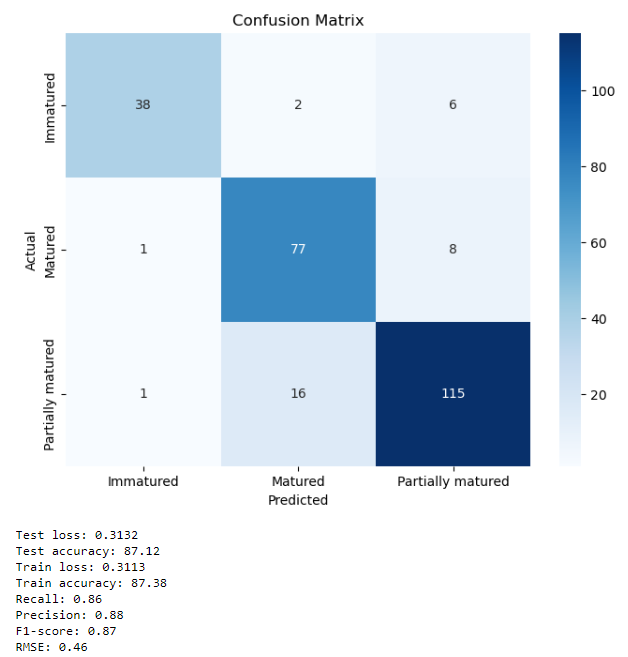 Confusion Matrix
Immatured
38
2
6
Actual
Matured
1
77
8
Partially matured
1
16
115
Immatured
Matured
Partially matured
Predicted
100
80
60
40
20
Test loss: 0.3132
Test accuracy: 87.12
Train loss: 0.3113
Train accuracy: 87.38
Recall: 0.86
Precision: 0.88
F1-score: 0.87
RMSE: 0.46